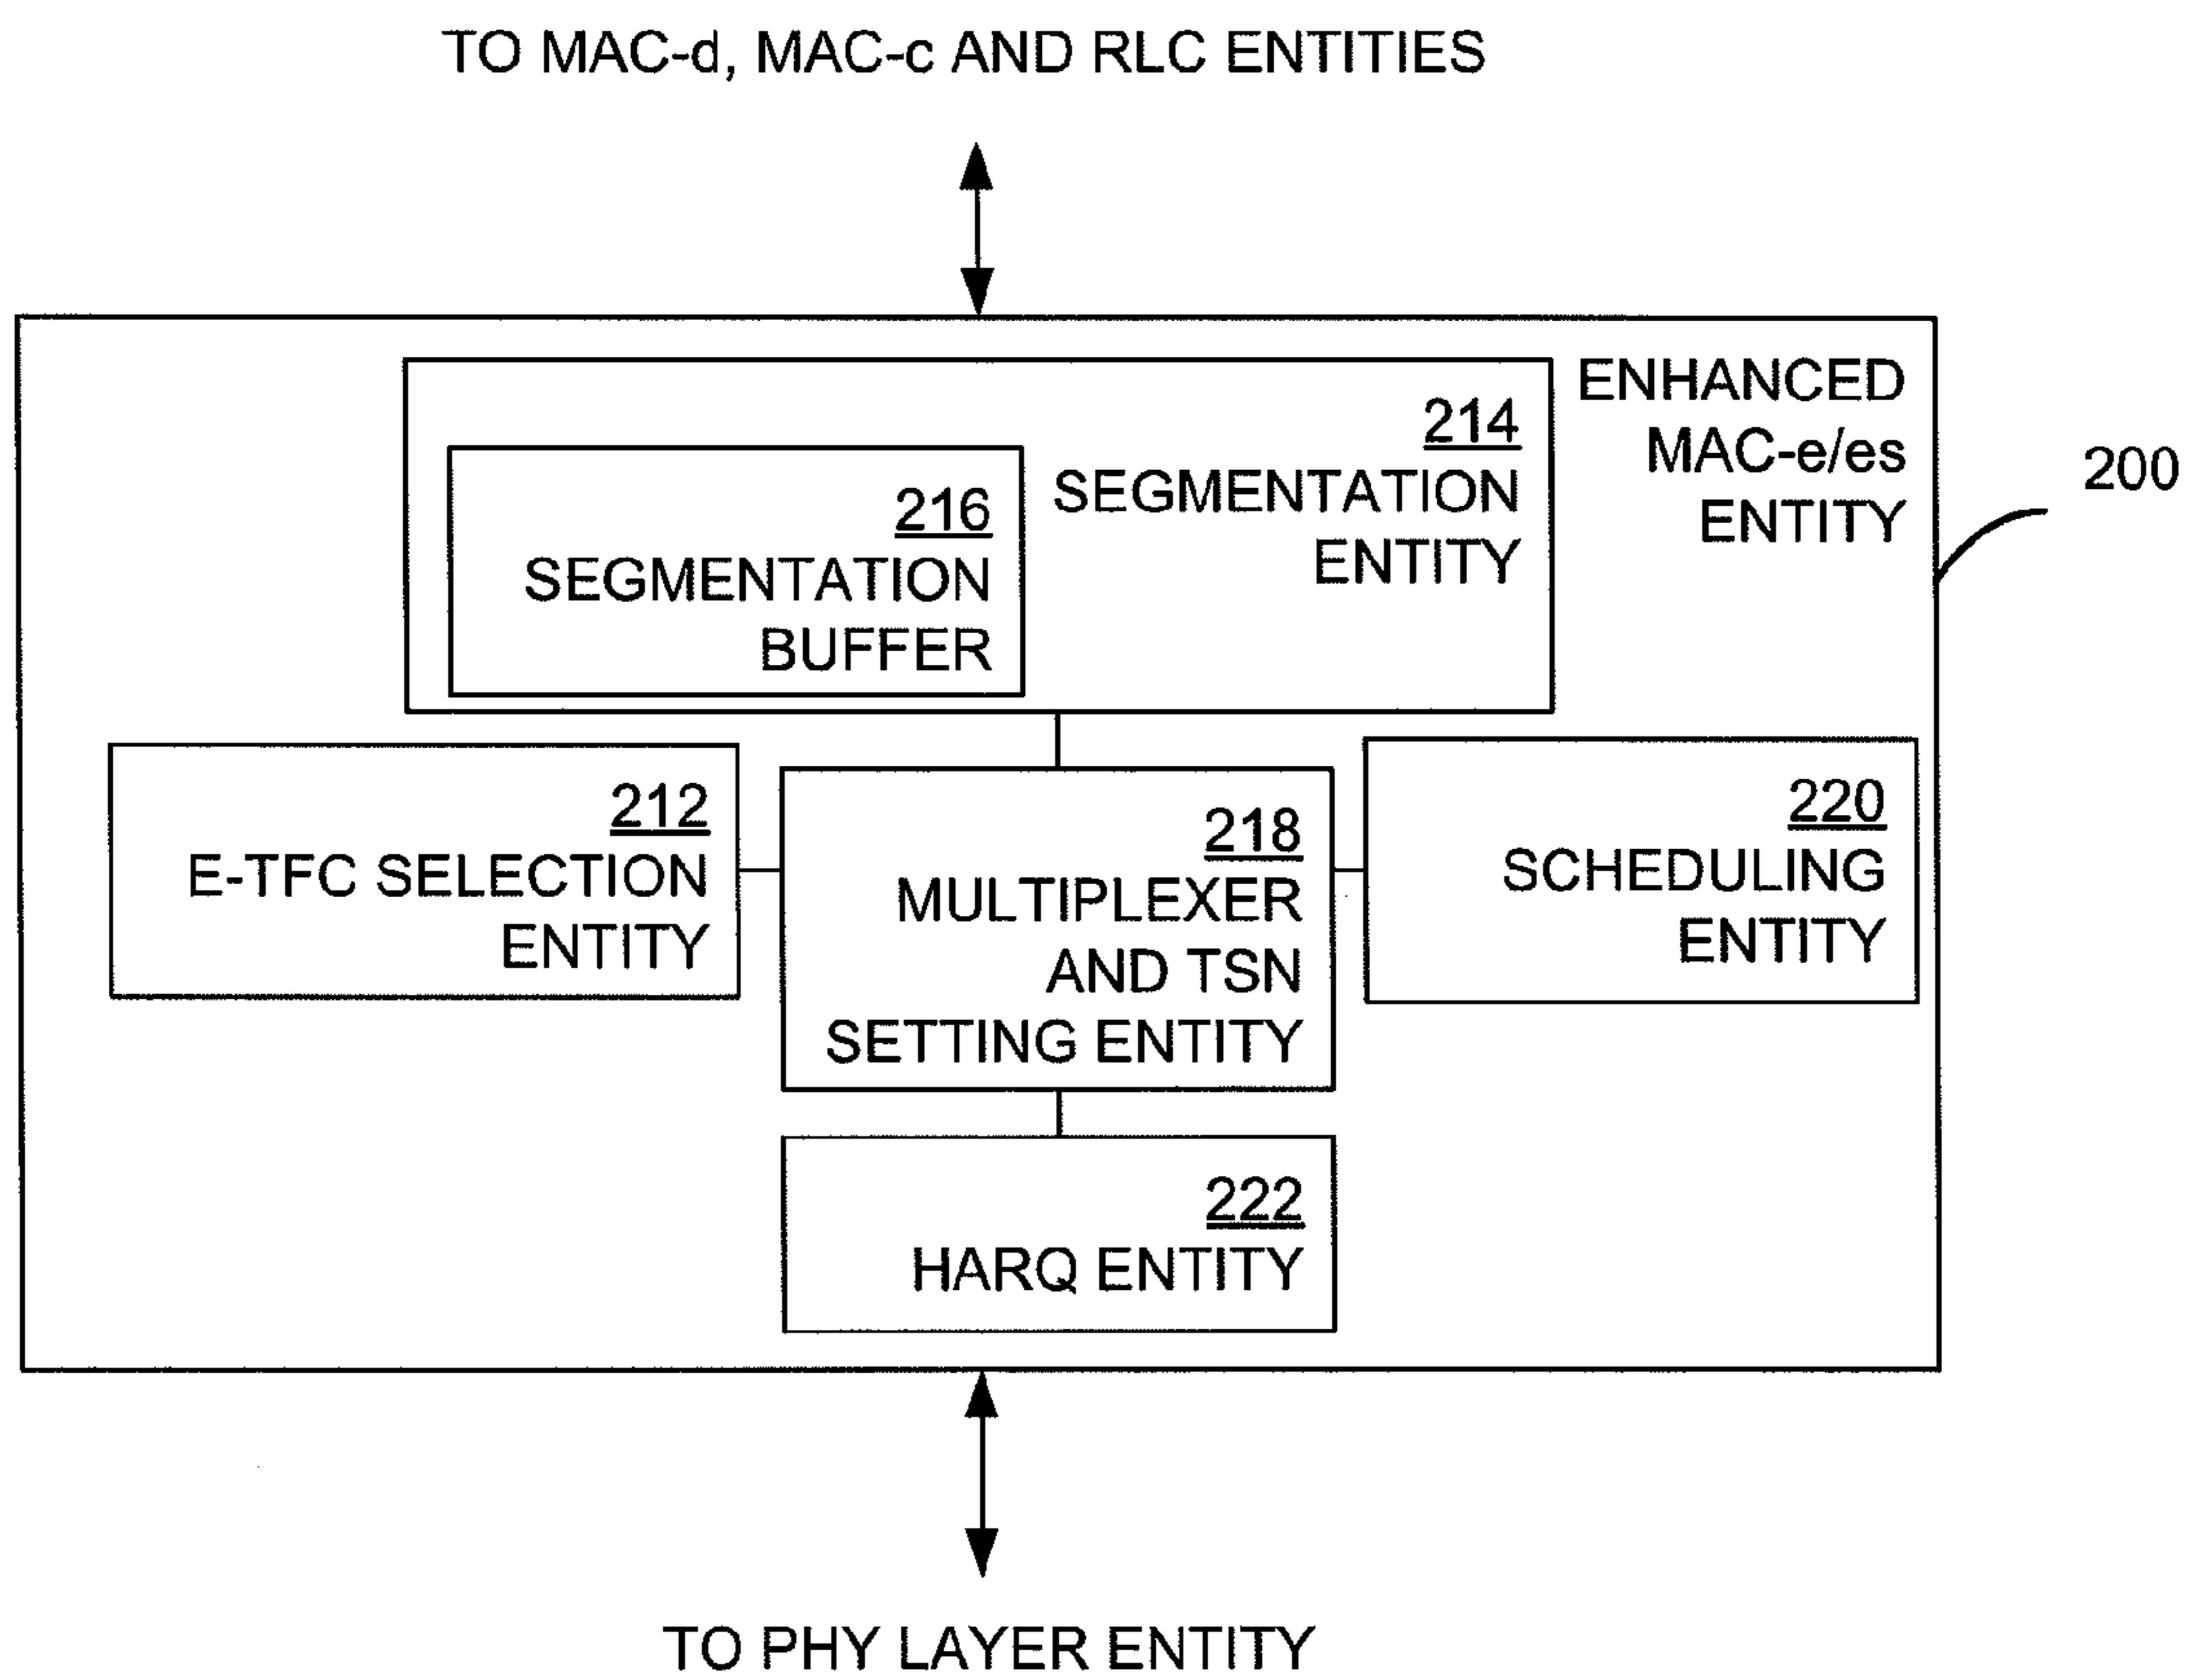 TO MAC-d, MAC-c AND RLC ENTITIES
ENHANCED
MAC-e/es
ENTITY
200
214
SEGMENTATION
ENTITY
216
SEGMENTATION
BUFFER
212
E-TFC SELECTION
ENTITY
218
MULTIPLEXER
AND TSN
SETTING ENTITY
220
SCHEDULING
ENTITY
222
HARQ ENTITY
TO PHY LAYER ENTITY